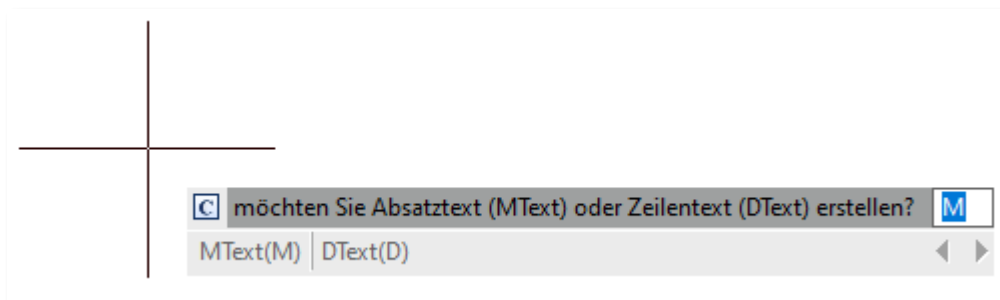 C möchten Sie Absatztext (MText) oder Zeilentext (DText) erstellen? M
MText(M) DText(D)